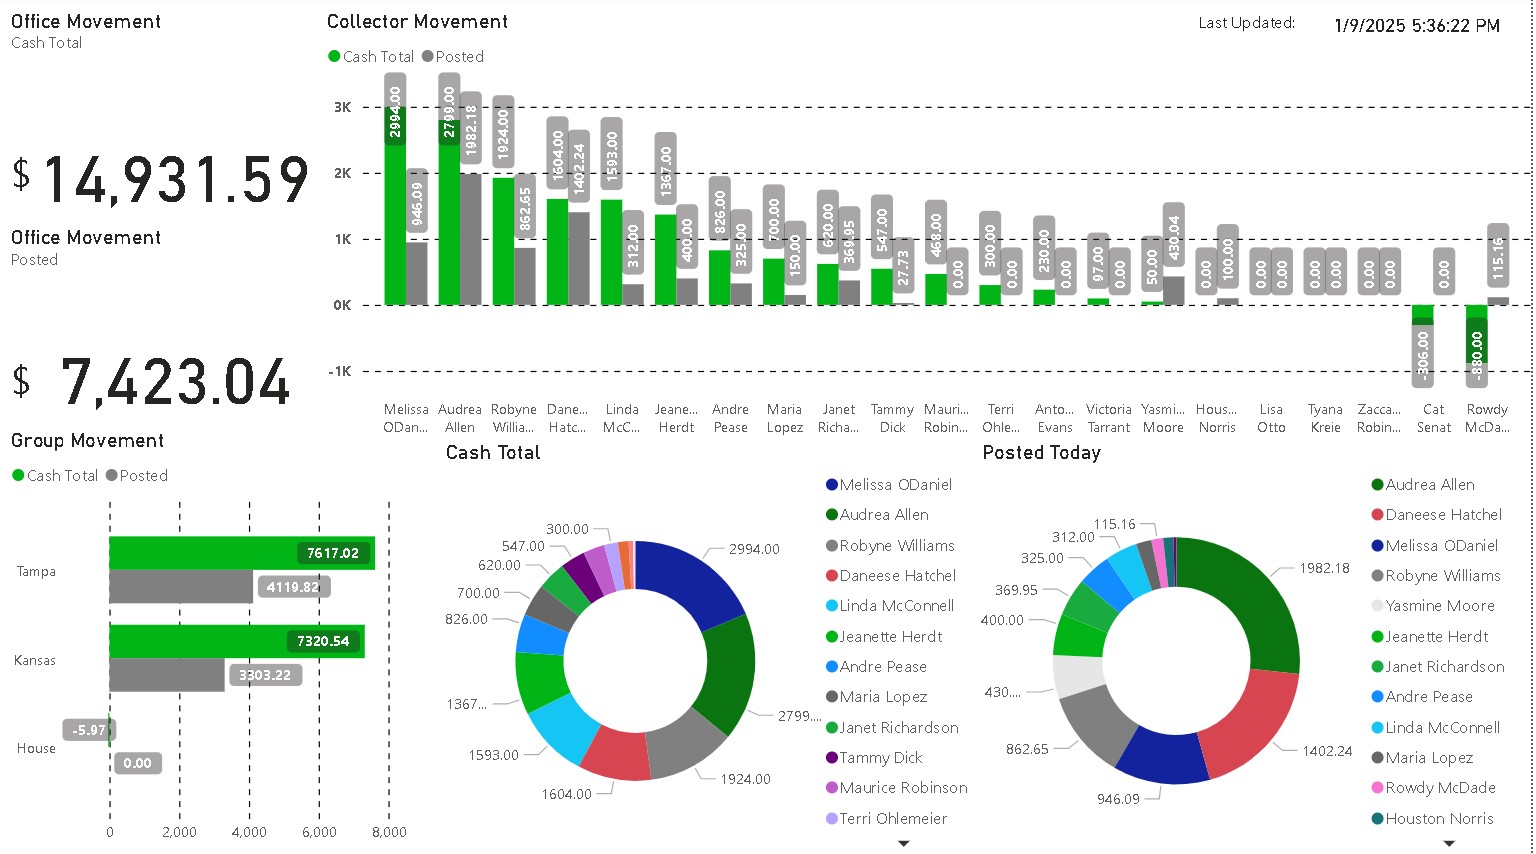 Office Movement
Cash Total
$ 14,931.59
Office Movement
Posted
$ 7,423.04
Collector Movement
Last Updated: 1/9/2025 5:36:22 PM
Cash Total Posted
3K
2K
1K
0K
-1K
2994.00 946.09
2799.00 1982.18
1924.00 862.65
1604.00 1402.24
1593.00 312.00
1367.00 400.00
826.00 325.00
700.00 150.00
620.00 369.95
547.00 27.73
468.00 0.00
300.00 0.00
230.00 0.00
97.00 0.00
50.00 430.04
0.00 100.00
0.00 0.00
0.00 0.00
0.00 0.00
-306.00 0.00
-880.00 115.16
Melissa ODan...
Audrea Allen
Robyne Willia...
Dane... Hatc...
Linda McC...
Jeane... Herdt
Andre Pease
Maria Lopez
Janet Richa...
Tammy Dick
Mauri... Robin...
Terri Ohle...
Anto... Evans
Victoria Tarrant
Yasmi... Moore
Hous... Norris
Lisa Otto
Tyana Kreie
Zacca... Robin...
Cat Senat
Rowdy McDa...
Group Movement
Cash Total Posted
Tampa
7617.02
4119.82
Kansas
7320.54
3303.22
House
-5.97
0.00
0 2,000 4,000 6,000 8,000
Cash Total
2994.00
2799....
1924.00
1604.00
1593.00
1367...
826.00
700.00
620.00
547.00
300.00
Melissa ODaniel
Audrea Allen
Robyne Williams
Daneese Hatchel
Linda McConnell
Jeanette Herdt
Andre Pease
Maria Lopez
Janet Richardson
Tammy Dick
Maurice Robinson
Terri Ohlemeier
Posted Today
1982.18
1402.24
946.09
862.65
430....
400.00
369.95
325.00
312.00
115.16
Audrea Allen
Daneese Hatchel
Melissa ODaniel
Robyne Williams
Yasmine Moore
Jeanette Herdt
Janet Richardson
Andre Pease
Linda McConnell
Maria Lopez
Rowdy McDade
Houston Norris